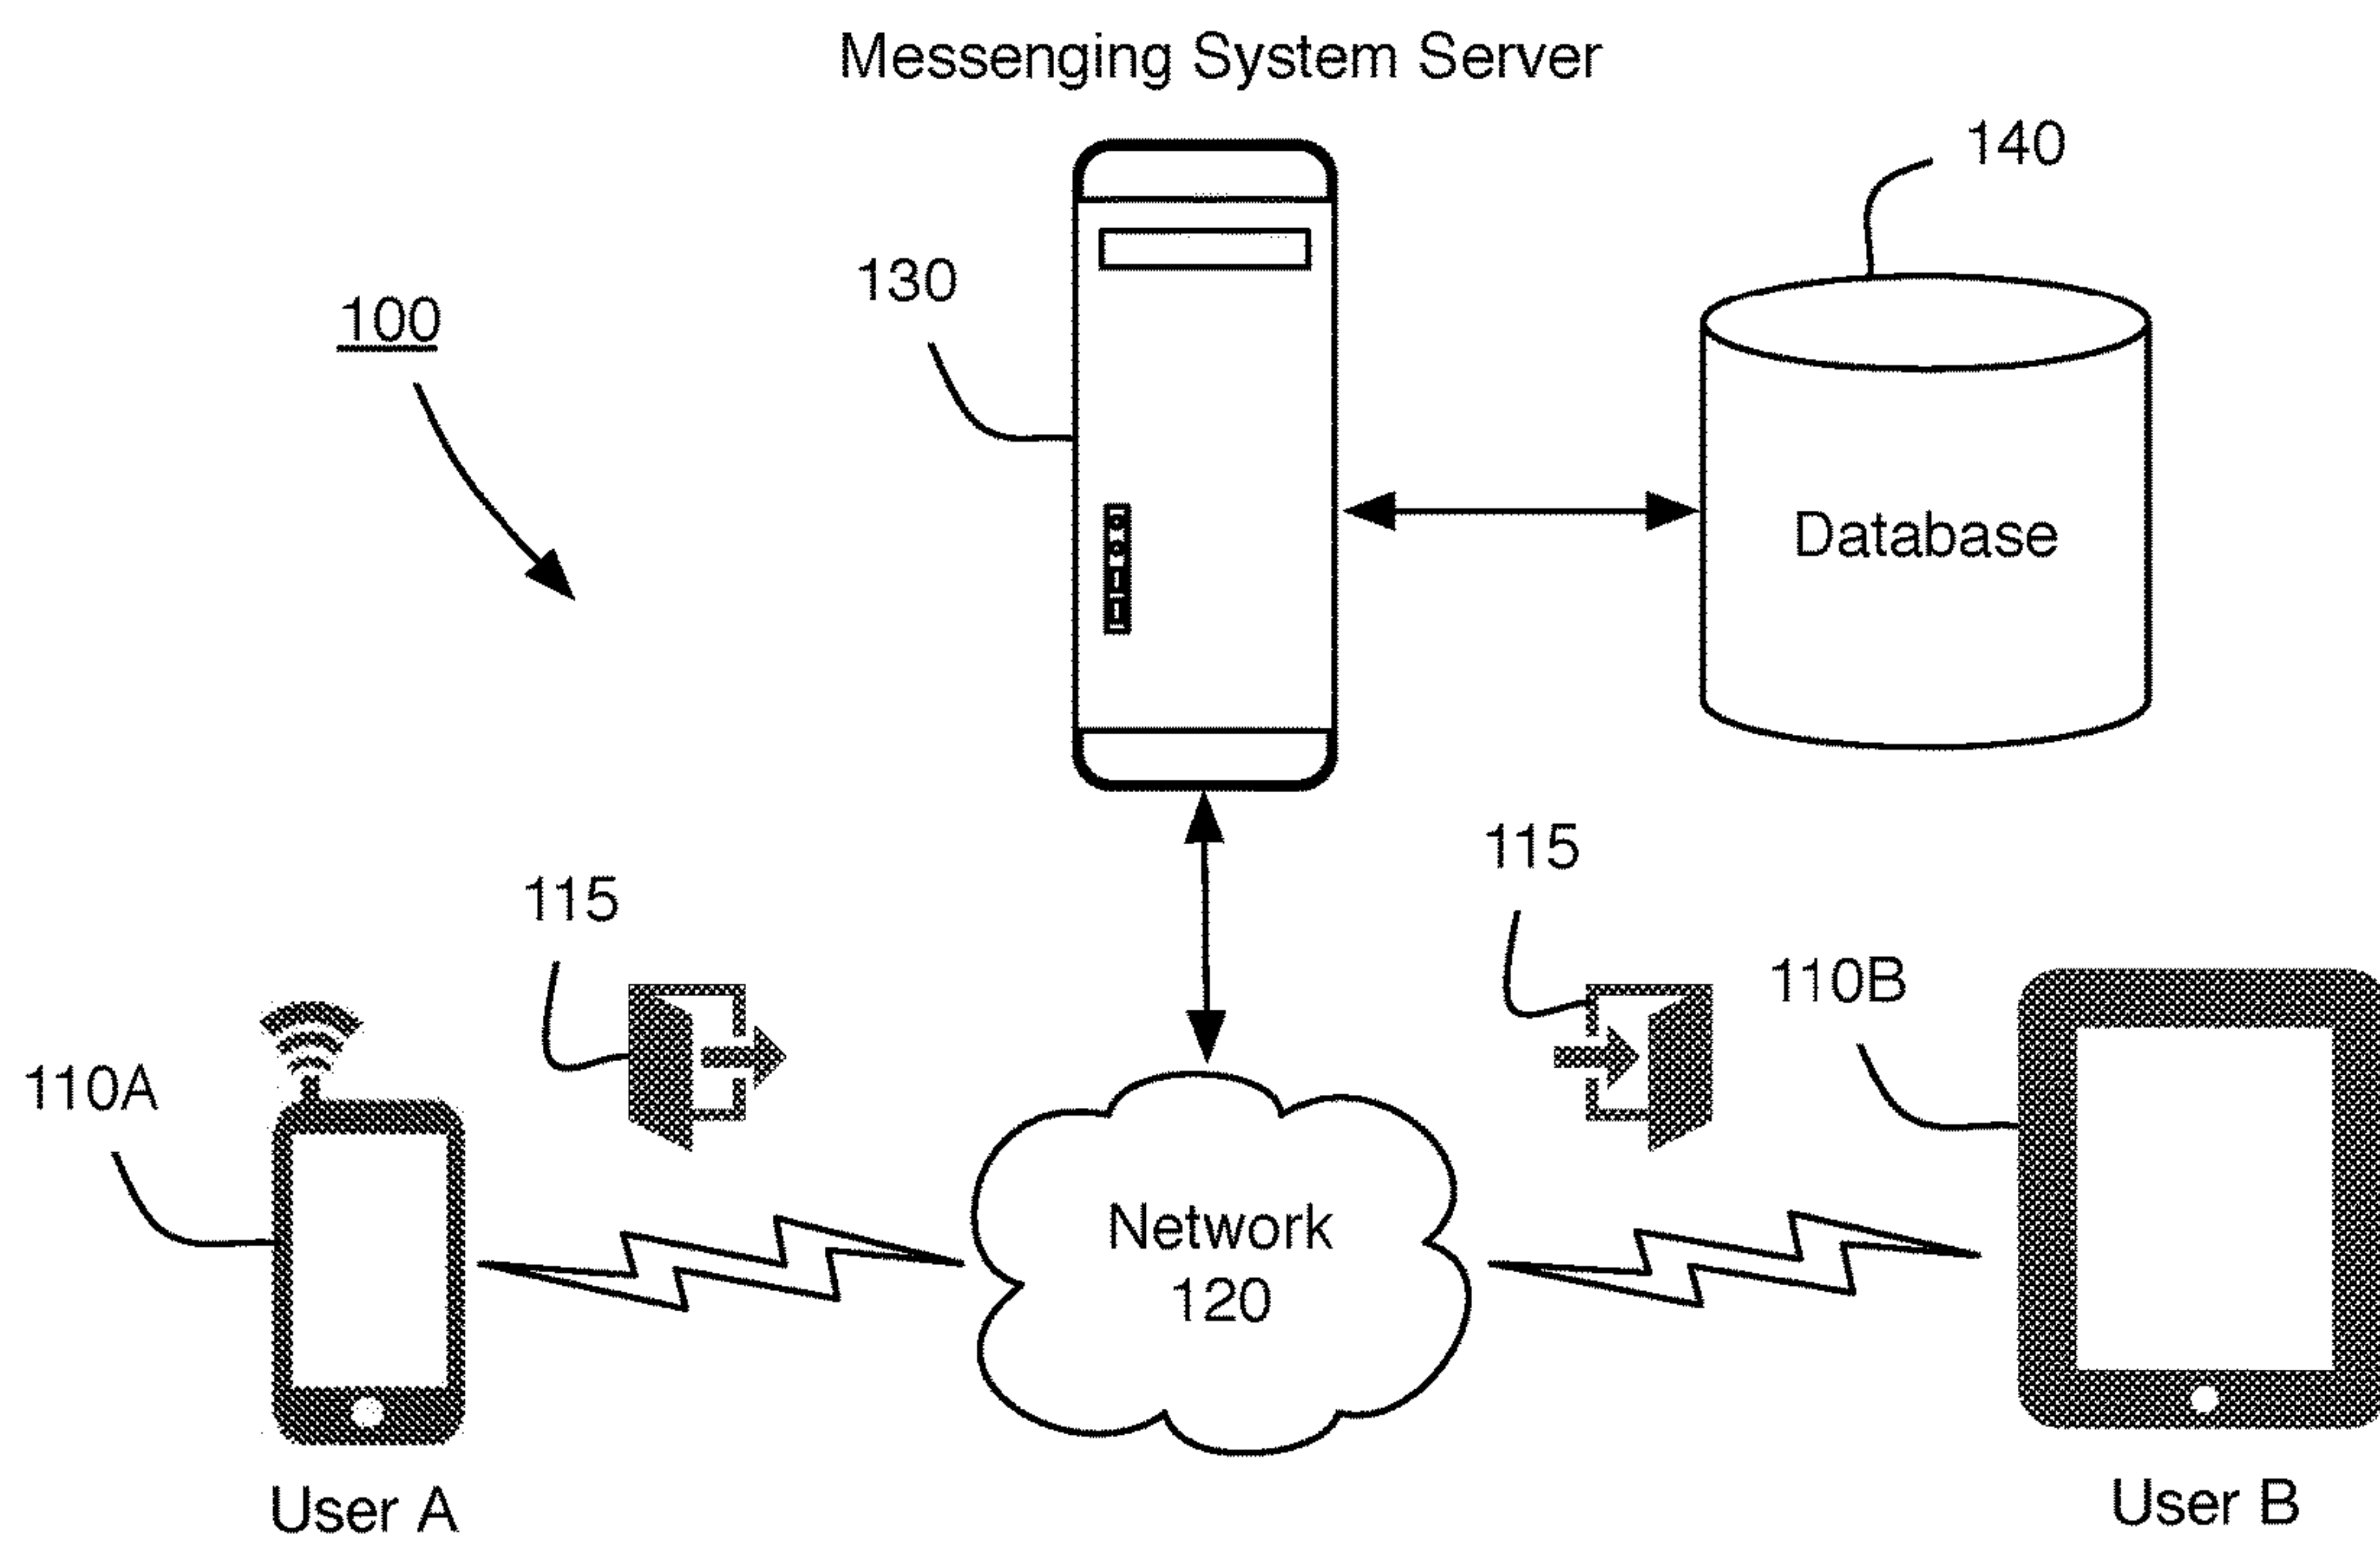 Messenging System Server
140
130
100
Database
115
115
110B
110A
Network
120
User A
User B